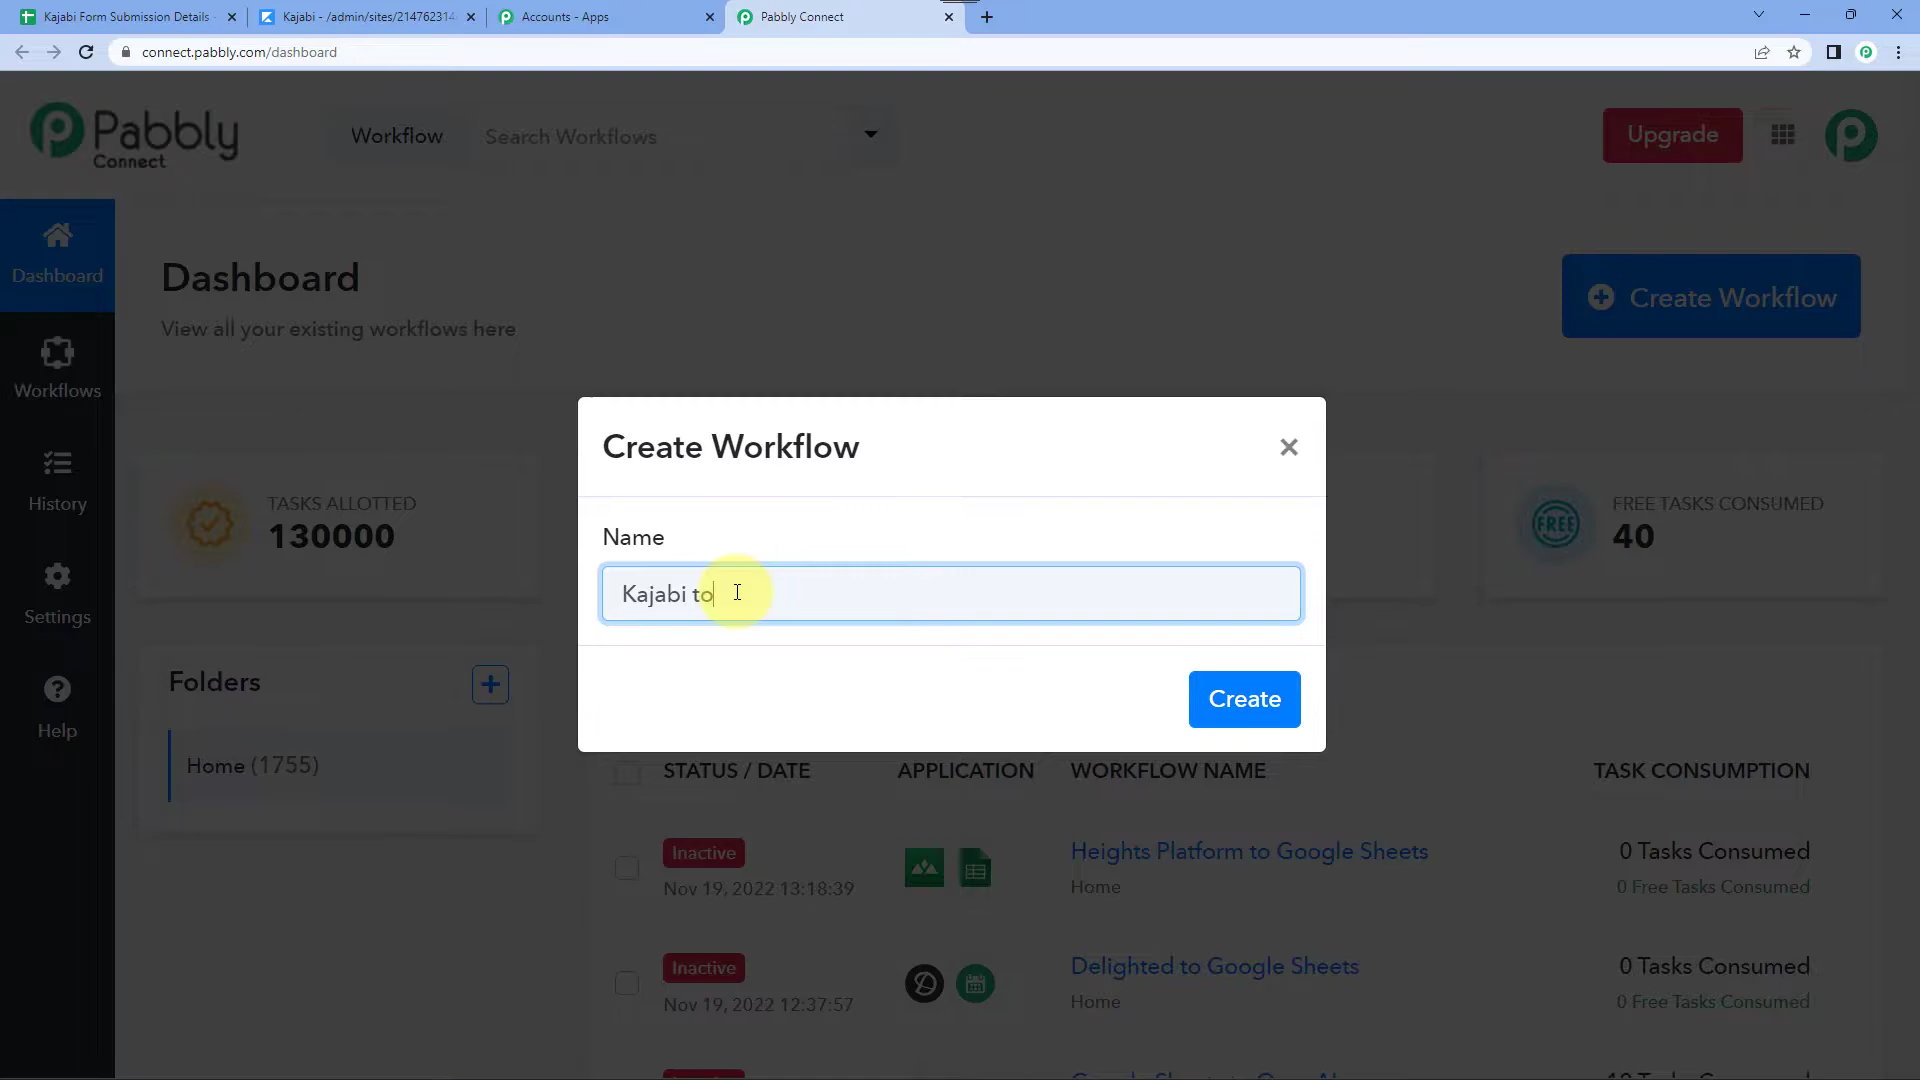 Kajabi Form Submission Details
Kajabi - /admin/sites/214762314
Accounts - Apps
Pabbly Connect
connect.pabbly.com/dashboard
Pabbly
Connect
Workflow
Search Workflows
Upgrade
Dashboard
Workflows
History
Settings
Help
Dashboard
View all your existing workflows here
Create Workflow
TASKS ALLOTTED
130000
FREE TASKS CONSUMED
40
FREE
Create Workflow
Name
Kajabi to
Create
Folders
Home (1755)
STATUS / DATE APPLICATION WORKFLOW NAME TASK CONSUMPTION
Inactive
Nov 19, 2022 13:18:39
Heights Platform to Google Sheets
Home
0 Tasks Consumed
0 Free Tasks Consumed
Inactive
Nov 19, 2022 12:37:57
Delighted to Google Sheets
Home
0 Tasks Consumed
0 Free Tasks Consumed